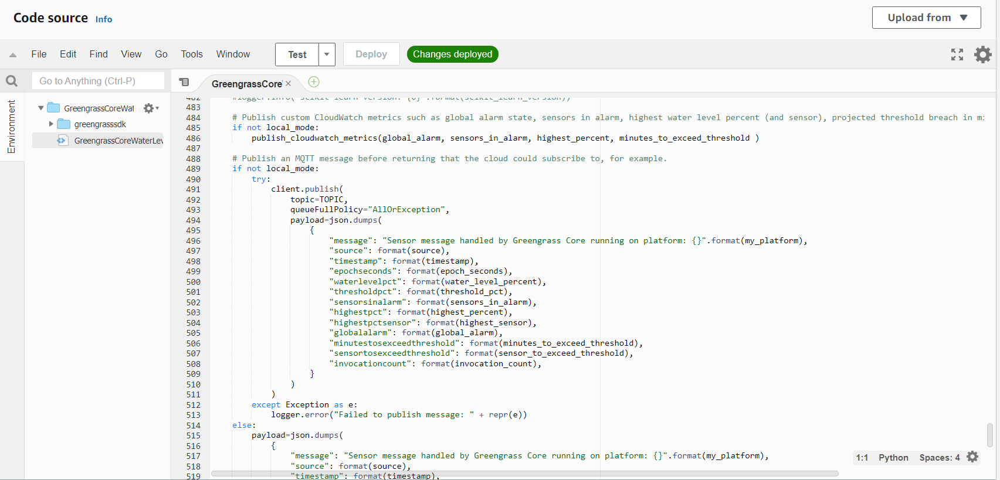 Code source Info
Upload from
File Edit Find View Go Tools Window Test Deploy Changes deployed
Go to Anything (Ctrl-P)
GreengrassCore
Environment
GreengrassCoreWat
greengrasssdk
GreengrassCoreWaterLev
482 #logger.info("scikit-learn version: {0}".format(scikit_learn_version))
483
484 # Publish custom CloudWatch metrics such as global alarm state, sensors in alarm, highest water level percent (and sensor), projected threshold breach in mi
485 if not local_mode:
486 publish_cloudwatch_metrics(global_alarm, sensors_in_alarm, highest_percent, minutes_to_exceed_threshold )
487
488 # Publish an MQTT message before returning that the cloud could subscribe to, for example.
489 if not local_mode:
490 try:
491 client.publish(
492 topic=TOPIC,
493 queueFullPolicy="AllOrException",
494 payload=json.dumps(
495 {
496 "message": "Sensor message handled by Greengrass Core running on platform: {}".format(my_platform),
497 "source": format(source),
498 "timestamp": format(timestamp),
499 "epochseconds": format(epoch_seconds),
500 "waterlevelpct": format(water_level_percent),
501 "thresholdpct": format(threshold_pct),
502 "sensorsinalarm": format(sensors_in_alarm),
503 "highestpct": format(highest_percent),
504 "highestpctsensor": format(highest_sensor),
505 "globalalarm": format(global_alarm),
506 "minutestosexceedthreshold": format(minutes_to_exceed_threshold),
507 "sensortosexceedthreshold": format(sensor_to_exceed_threshold),
508 "invocationcount": format(invocation_count),
509 }
510 )
511 )
512 except Exception as e:
513 logger.error("Failed to publish message: " + repr(e))
514 else:
515 payload=json.dumps(
516 {
517 "message": "Sensor message handled by Greengrass Core running on platform: {}".format(my_platform),
518 "source": format(source),
519 "timestamp": format(timestamp),
1:1 Python Spaces: 4